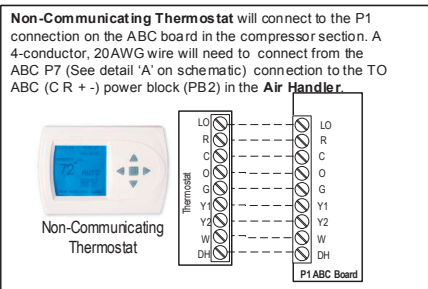 Non-Communicating Thermostat will connect to the P1
connection on the ABC board in the compressor section. A
4-conductor, 20AWG wire will need to connect from the
ABC P7 (See detail ‘A’ on schematic) connection to the TO
ABC (C R + -) power block (PB2) in the Air Handler.
72°
AUTO
Non-Communicating
Thermostat
Thermostat
LO LO
R R
C C
O O
G G
Y1 Y1
Y2 Y2
W W
DH DH
P1 ABC Board